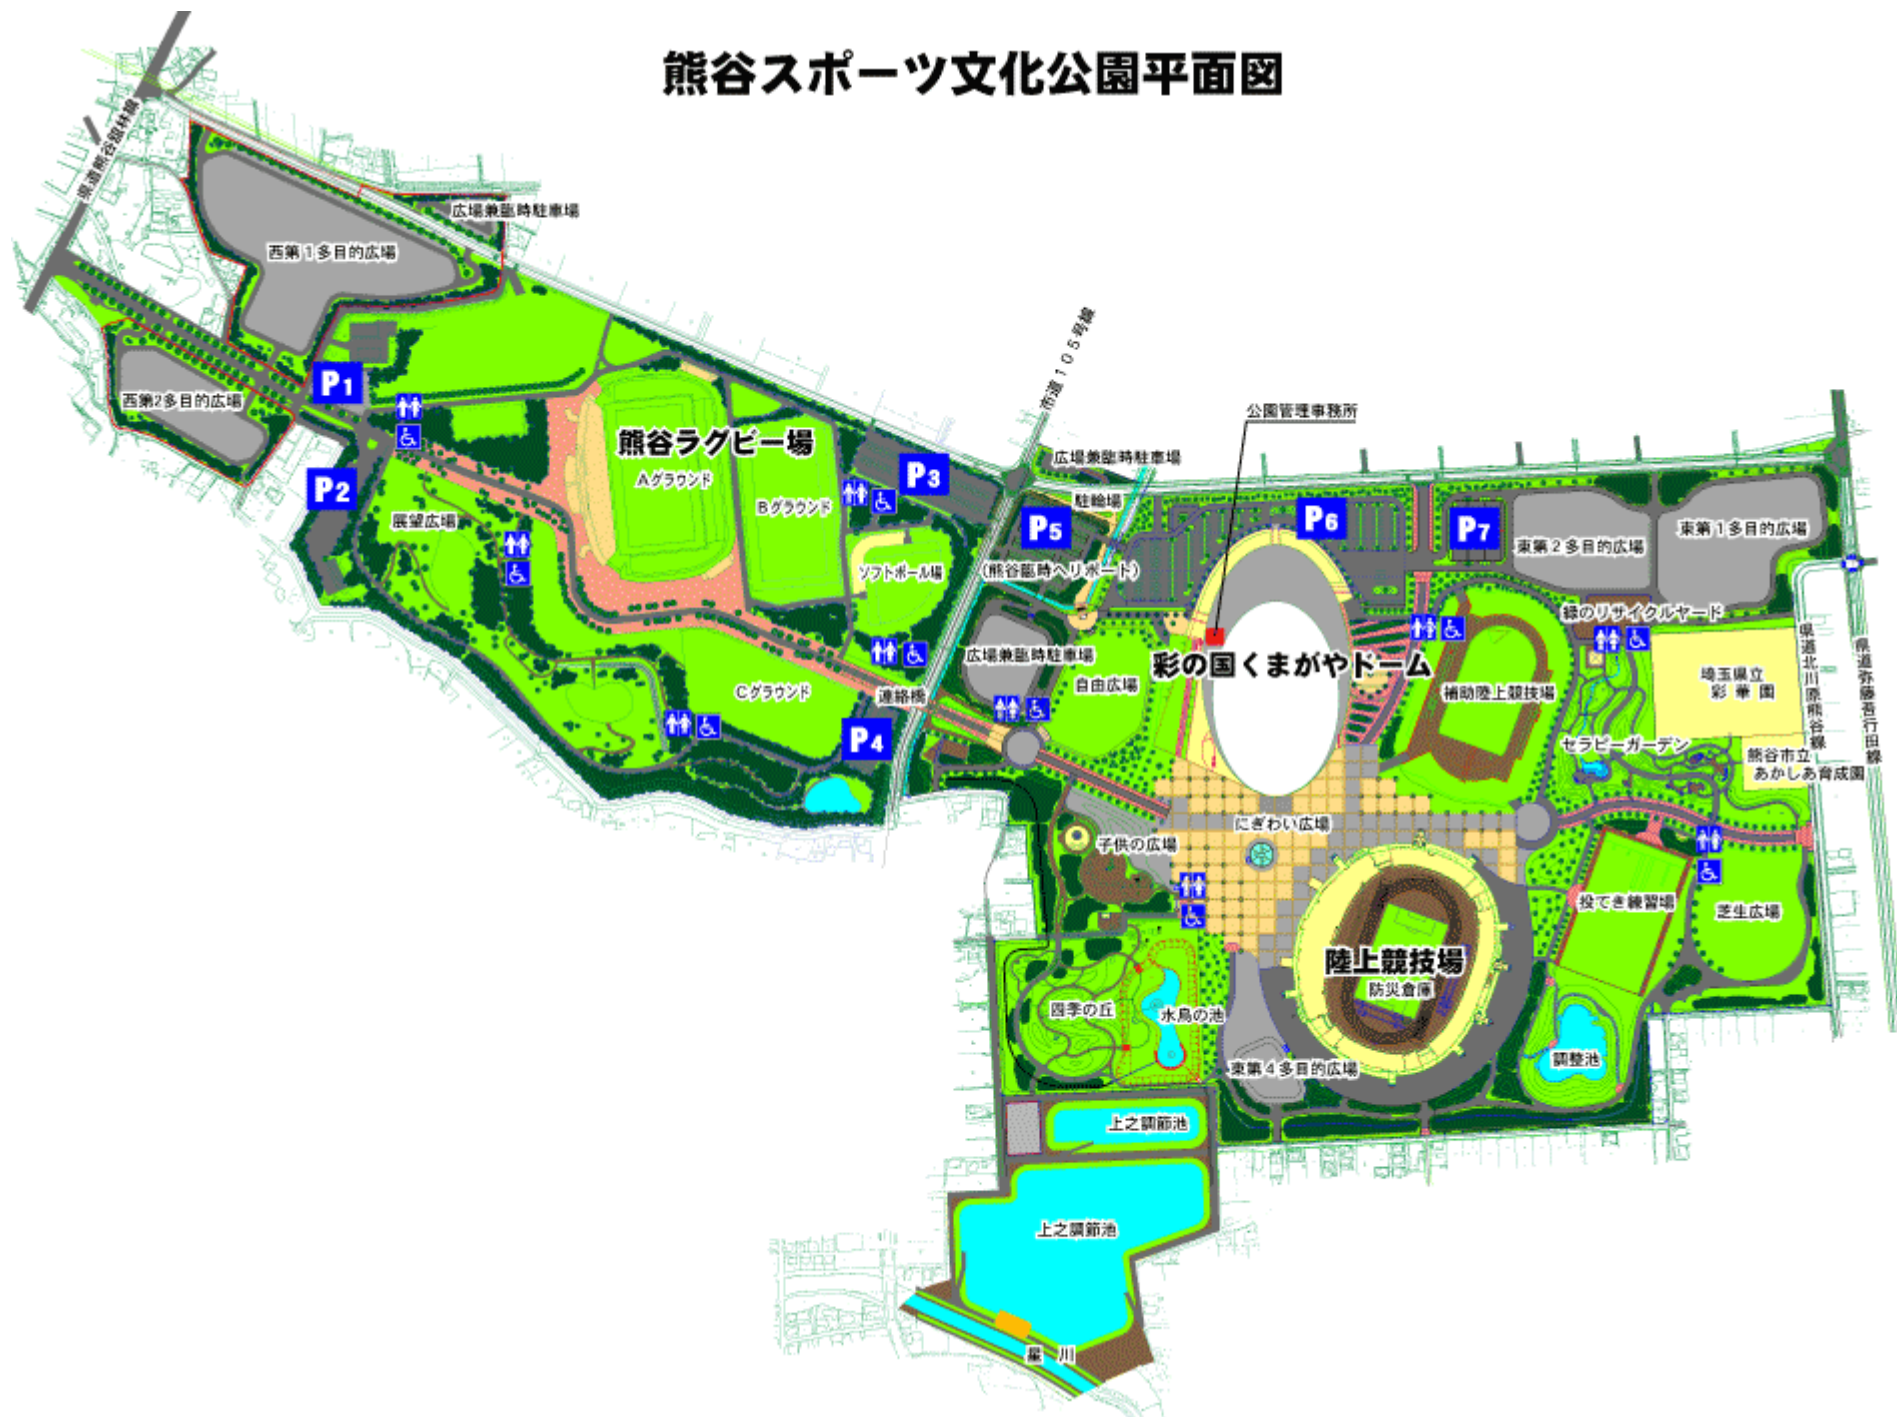 熊谷スポーツ文化公園平面図
県道熊谷舘林線
広場兼臨時駐車場
西第1多目的広場
西第2多目的広場
P1
P2
熊谷ラグビー場
Aグラウンド
Bグラウンド
P3
展望広場
ソフトボール場
Cグラウンド
連絡橋
P4
市道105号線
公園管理事務所
広場兼臨時駐車場
駐輪場
P5
(熊谷臨時ヘリポート)
P6
P7
東第2多目的広場
東第1多目的広場
緑のリサイクルヤード
広場兼臨時駐車場
自由広場
彩の国くまがやドーム
補助陸上競技場
埼玉県立
彩華園
県道北川原熊谷線
県道弥藤吾行田線
セラピーガーデン
熊谷市立
あかしあ育成園
にぎわい広場
子供の広場
投てき練習場
芝生広場
陸上競技場
防災倉庫
四季の丘
水鳥の池
調整池
東第4多目的広場
上之調節池
上之調節池
星川